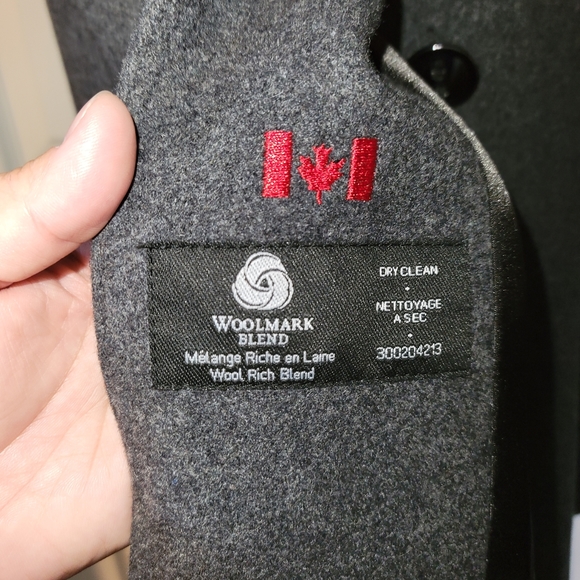 WOOLMARK
BLEND
Mélange Riche en Laine
Wool Rich Blend
DRY CLEAN
•
NETTOYAGE
A SEC
•
300204213